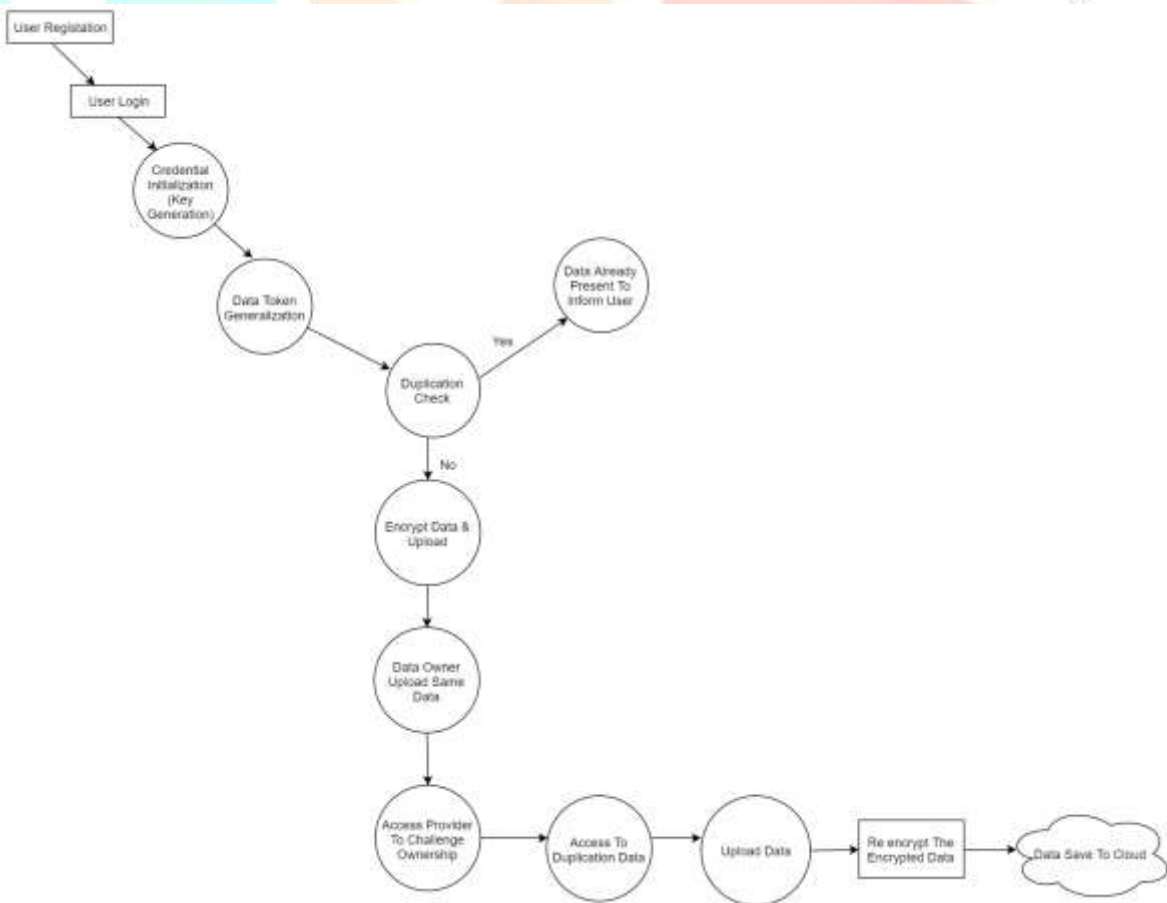 User Registation
User Login
Credential
Initialization
(Key
Generation)
Data Token
Generalization
Data Already
Present To
Inform User
Yes
Duplication
Check
No
Encrypt Data &
Upload
Data Owner
Upload Same
Data
Access Provider
To Challenge
Ownership
Access To
Duplication Data
Upload Data
Re encrypt The
Encrypted Data
Data Save To Cloud